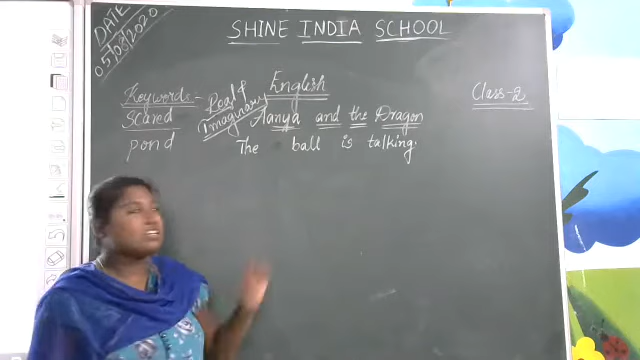 DATE
05/03/2020
SHINE INDIA SCHOOL
English
Class-2
Keywords:- Real &
Imaginary
Scared
Aanya and the Dragon
pond
The ball is talking.